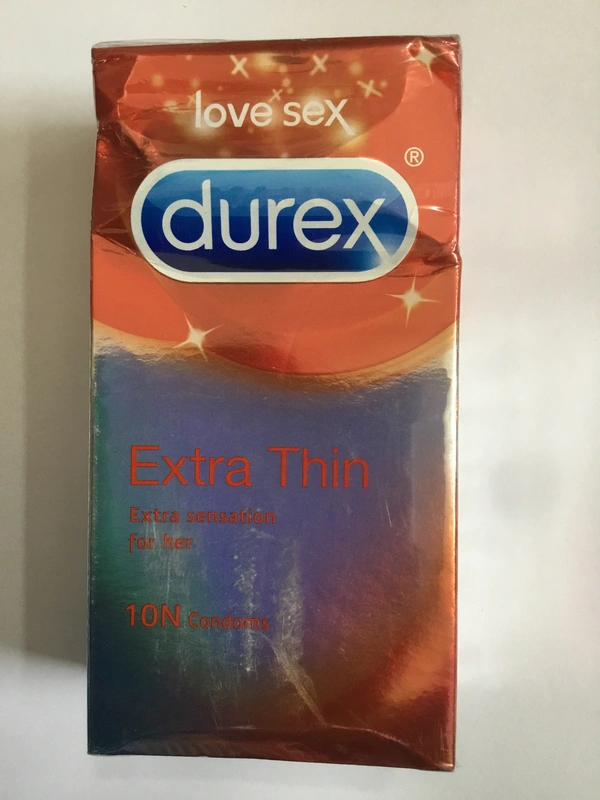 love sex
durex®
Extra Thin
Extra sensation
for her
10N Condoms